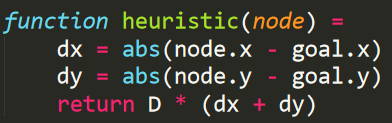 function heuristic(node) =
    dx = abs(node.x - goal.x)
    dy = abs(node.y - goal.y)
    return D * (dx + dy)